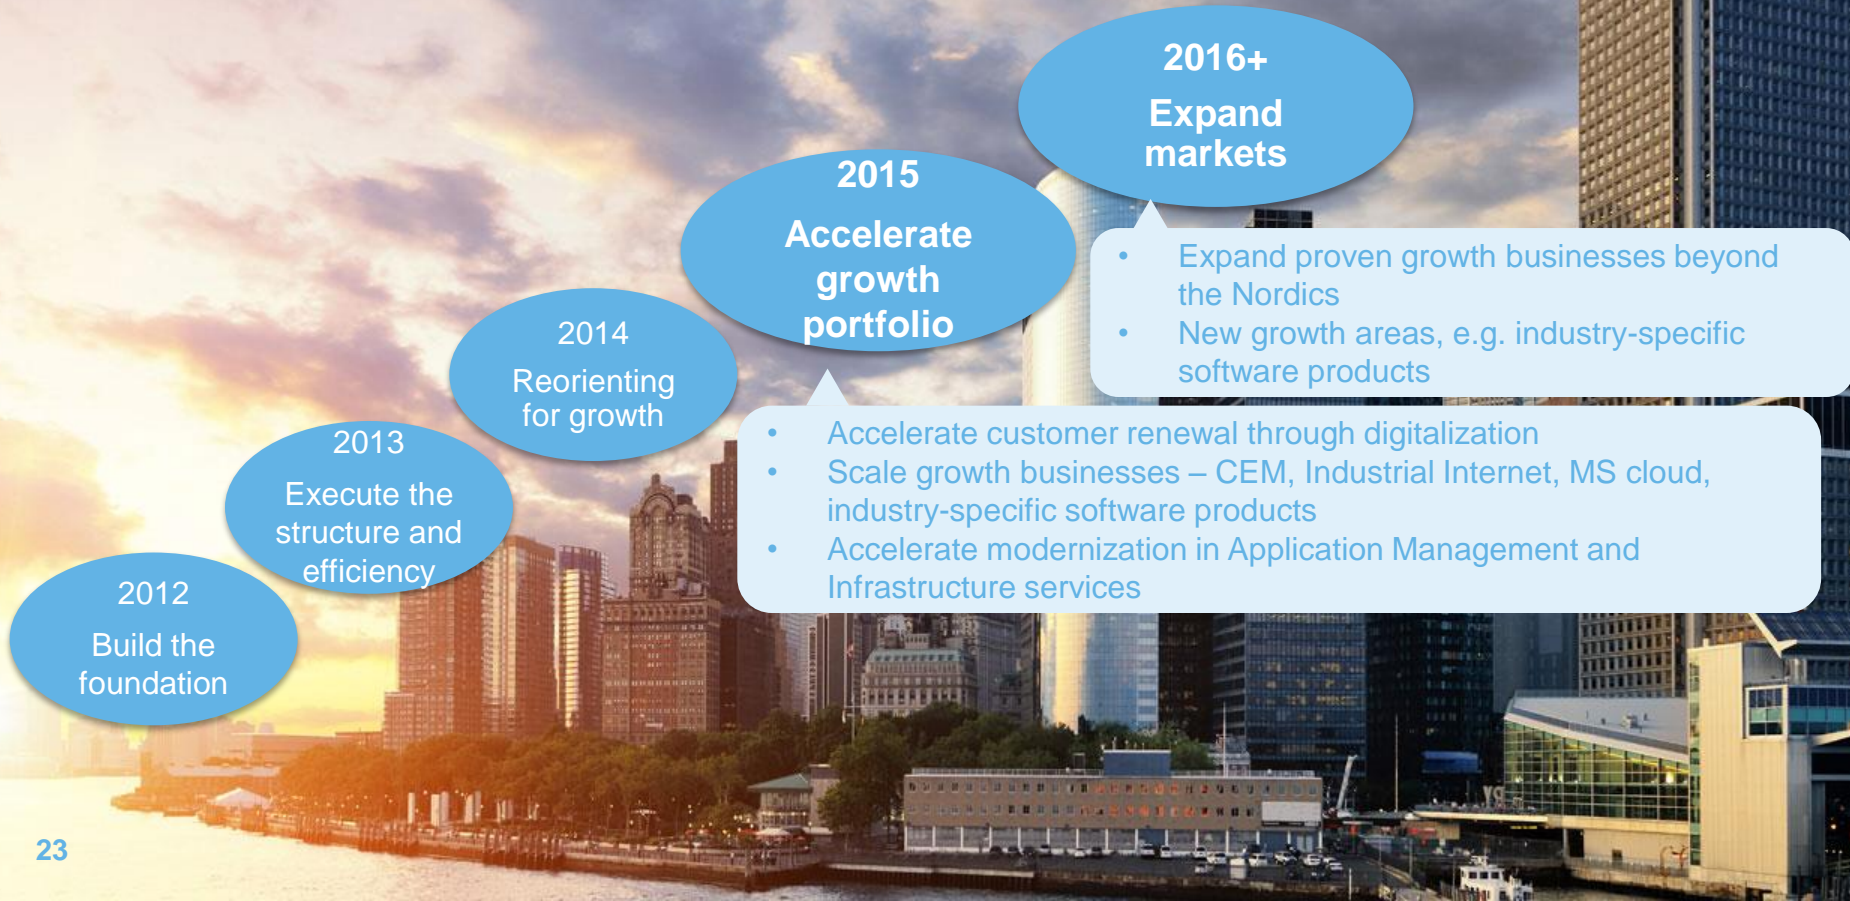 2016+
Expand
markets
2015
Accelerate
growth
portfolio
• Expand proven growth businesses beyond
the Nordics
• New growth areas, e.g. industry-specific
software products
2014
Reorienting
for growth
• Accelerate customer renewal through digitalization
• Scale growth businesses – CEM, Industrial Internet, MS cloud,
industry-specific software products
• Accelerate modernization in Application Management and
Infrastructure services
2013
Execute the
structure and
efficiency
2012
Build the
foundation
23